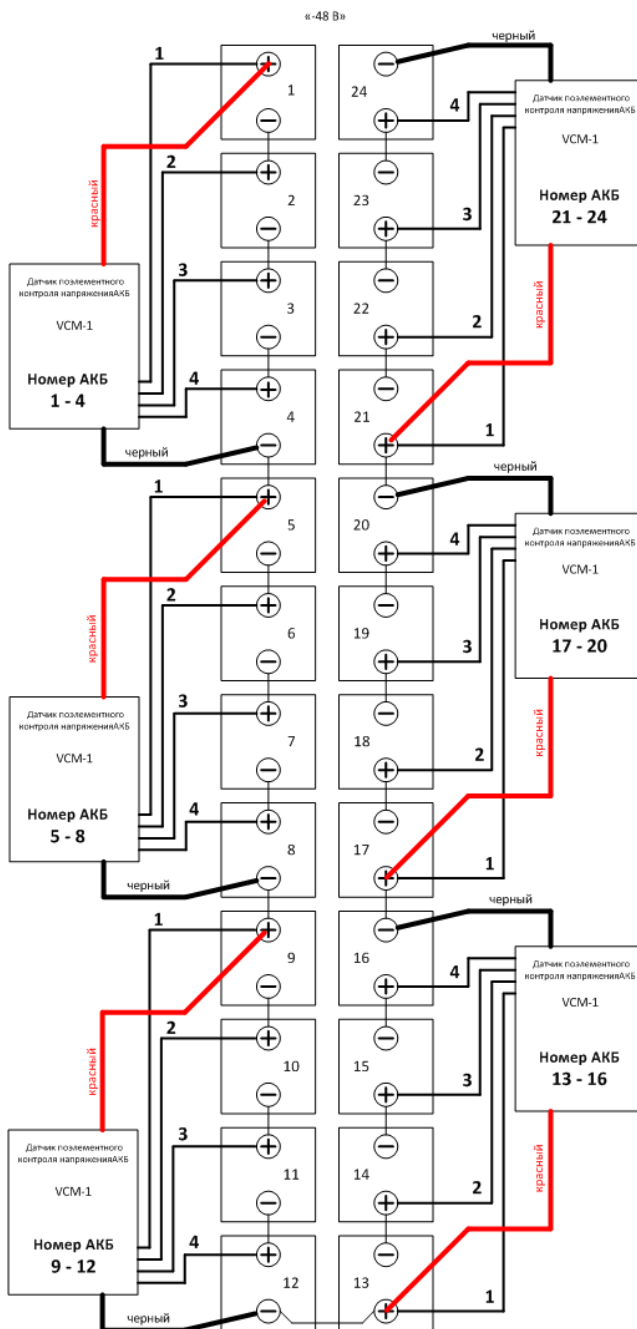 «-48 В»
черный
1
1
24
4
Датчик поэлементного
контроля напряженияАКБ
VCM-1
Номер АКБ
21 - 24
красный
2
2
23
3
красный
Датчик поэлементного
контроля напряженияАКБ
VCM-1
Номер АКБ
1 - 4
3
3
22
2
4
4
21
1
черный
черный
1
5
20
4
Датчик поэлементного
контроля напряженияАКБ
VCM-1
Номер АКБ
17 - 20
красный
2
6
19
3
красный
Датчик поэлементного
контроля напряженияАКБ
VCM-1
Номер АКБ
5 - 8
3
7
18
2
4
8
17
1
черный
черный
1
9
16
4
Датчик поэлементного
контроля напряженияАКБ
VCM-1
Номер АКБ
13 - 16
красный
2
10
15
3
красный
Датчик поэлементного
контроля напряженияАКБ
VCM-1
Номер АКБ
9 - 12
3
11
14
2
4
12
13
1
черный